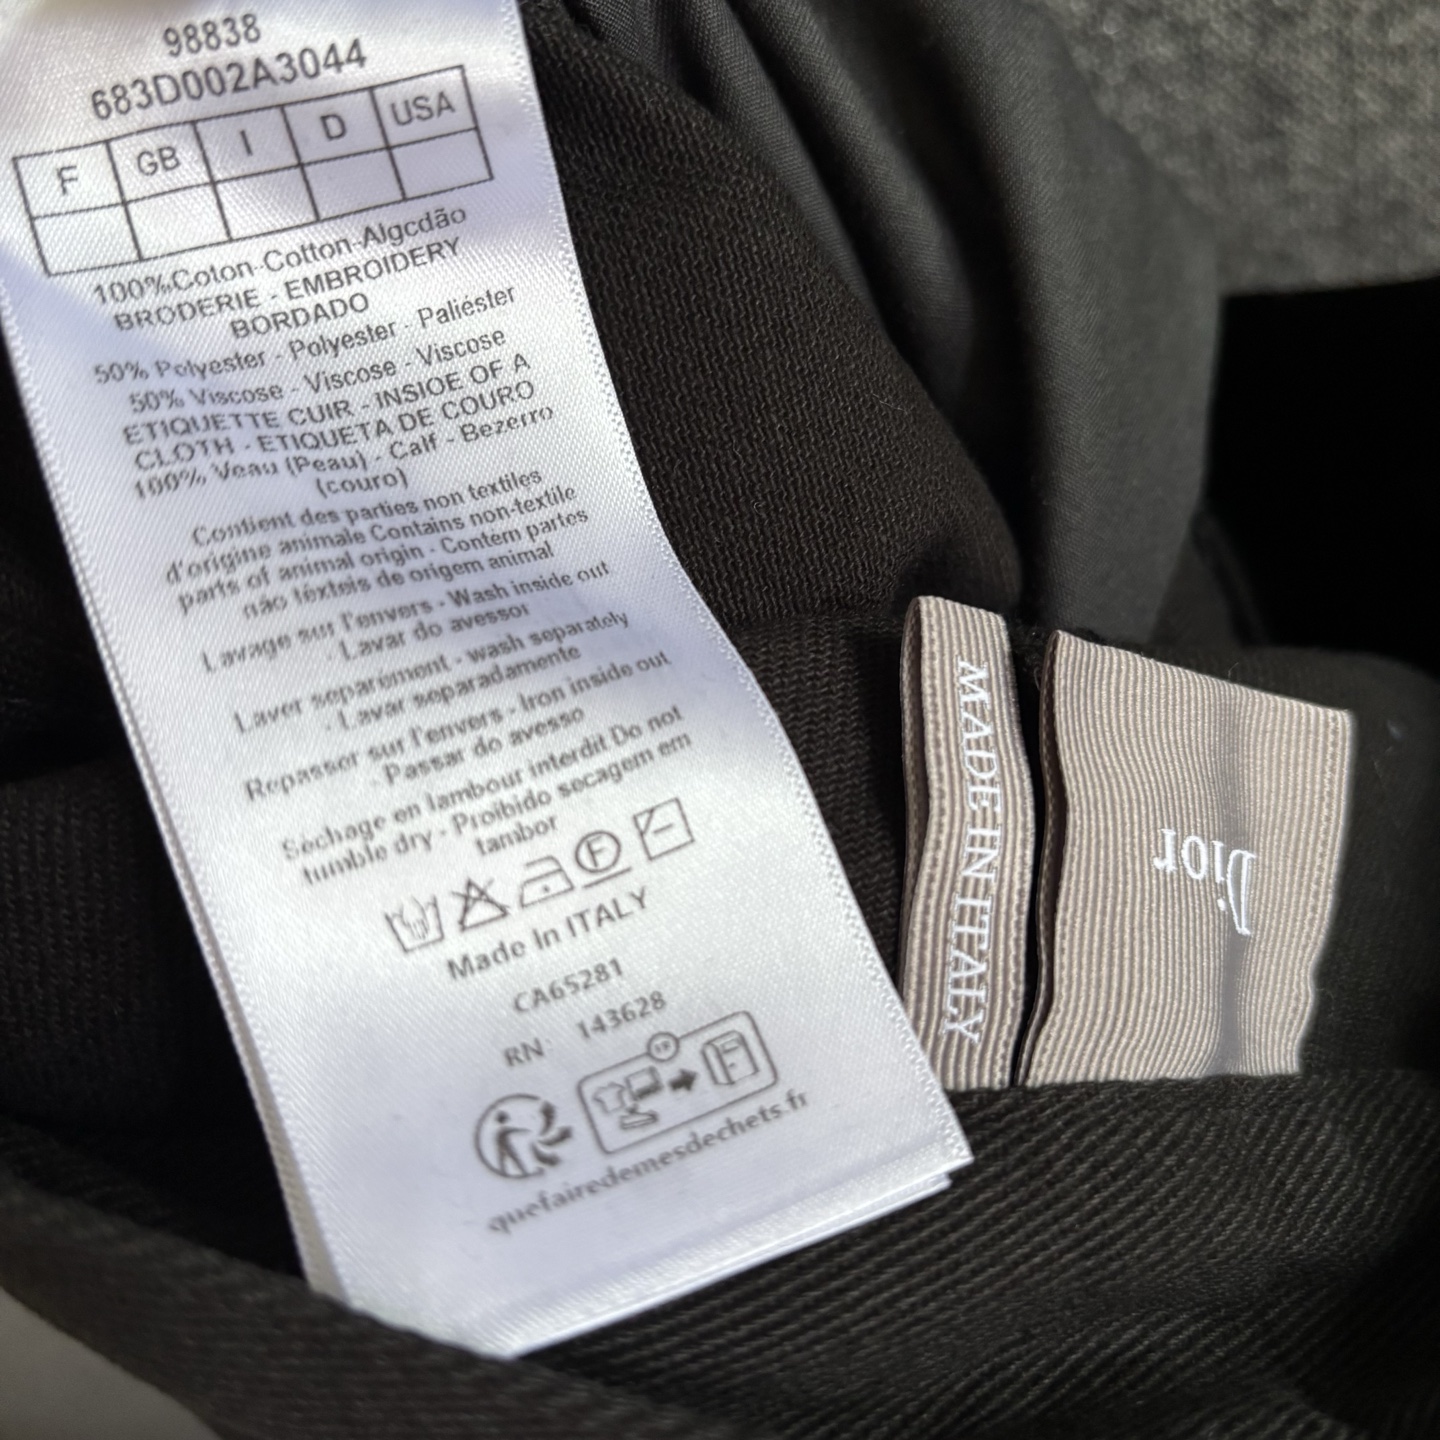 98838
683D002A3044
F GB I D USA
100%Coton-Cotton-Algcdão
BRODERIE - EMBROIDERY
BORDADO
50% Polyester - Polyester - Paliéster
50% Viscose - Viscose - Viscose
ETIQUETTE CUIR - INSIOE OF A
CLOTH - ETIQUETA DE COURO
100% Veau (Peau) - Calf - Bezerro
(couro)
Contient des parties non textiles
d'origine animale Contains non-textile
parts of animal origin - Contem partes
não têxteis de origem animal
Lavage sur l'envers - Wash inside out
- Lavar do avessor
Laver séparément - wash separately
- Lavar separadamente
Repasser sur l'envers - Iron inside out
- Passar do avesso
Séchage en lambour interdit Do not
tumble dry - Proibido secagem em
tambor
F
Made In ITALY
CA65281
RN: 143628
quefairedemesdechets.fr
MADE IN ITALY
Dior